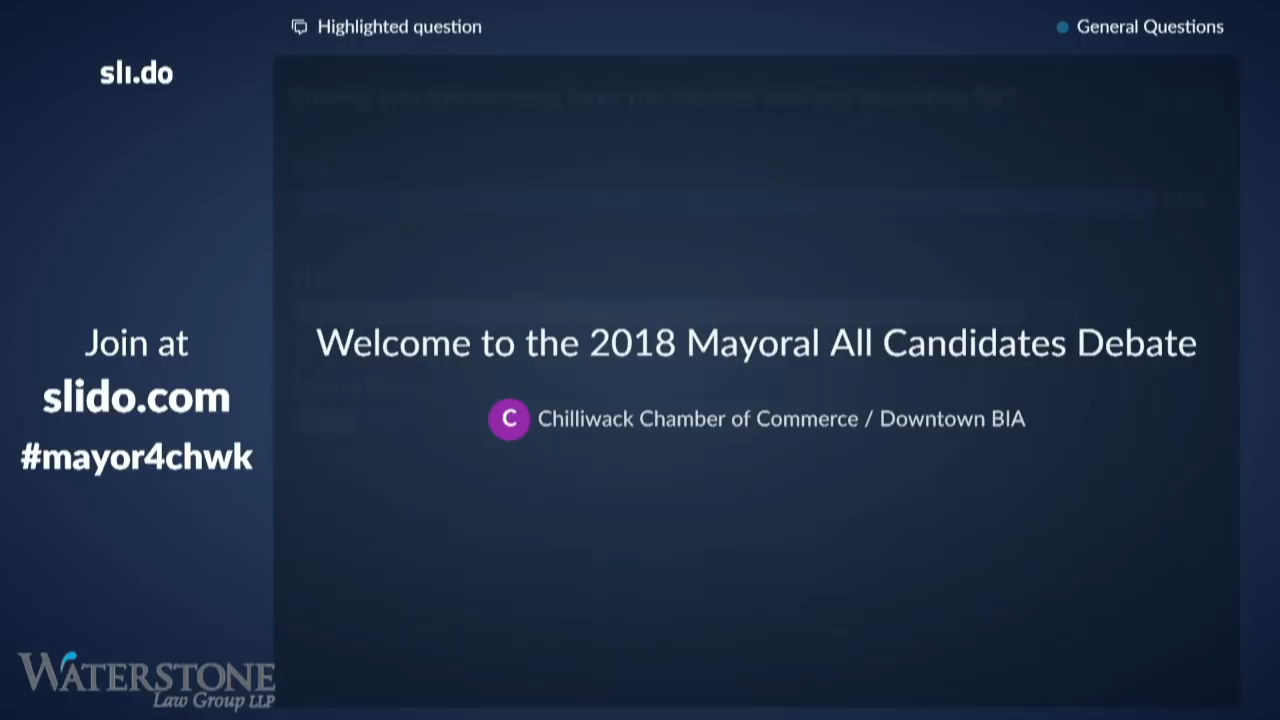 Highlighted question
General Questions
sli.do
Join at
slido.com
#mayor4chwk
Welcome to the 2018 Mayoral All Candidates Debate
C
Chilliwack Chamber of Commerce / Downtown BIA
WATERSTONE
Law Group LLP